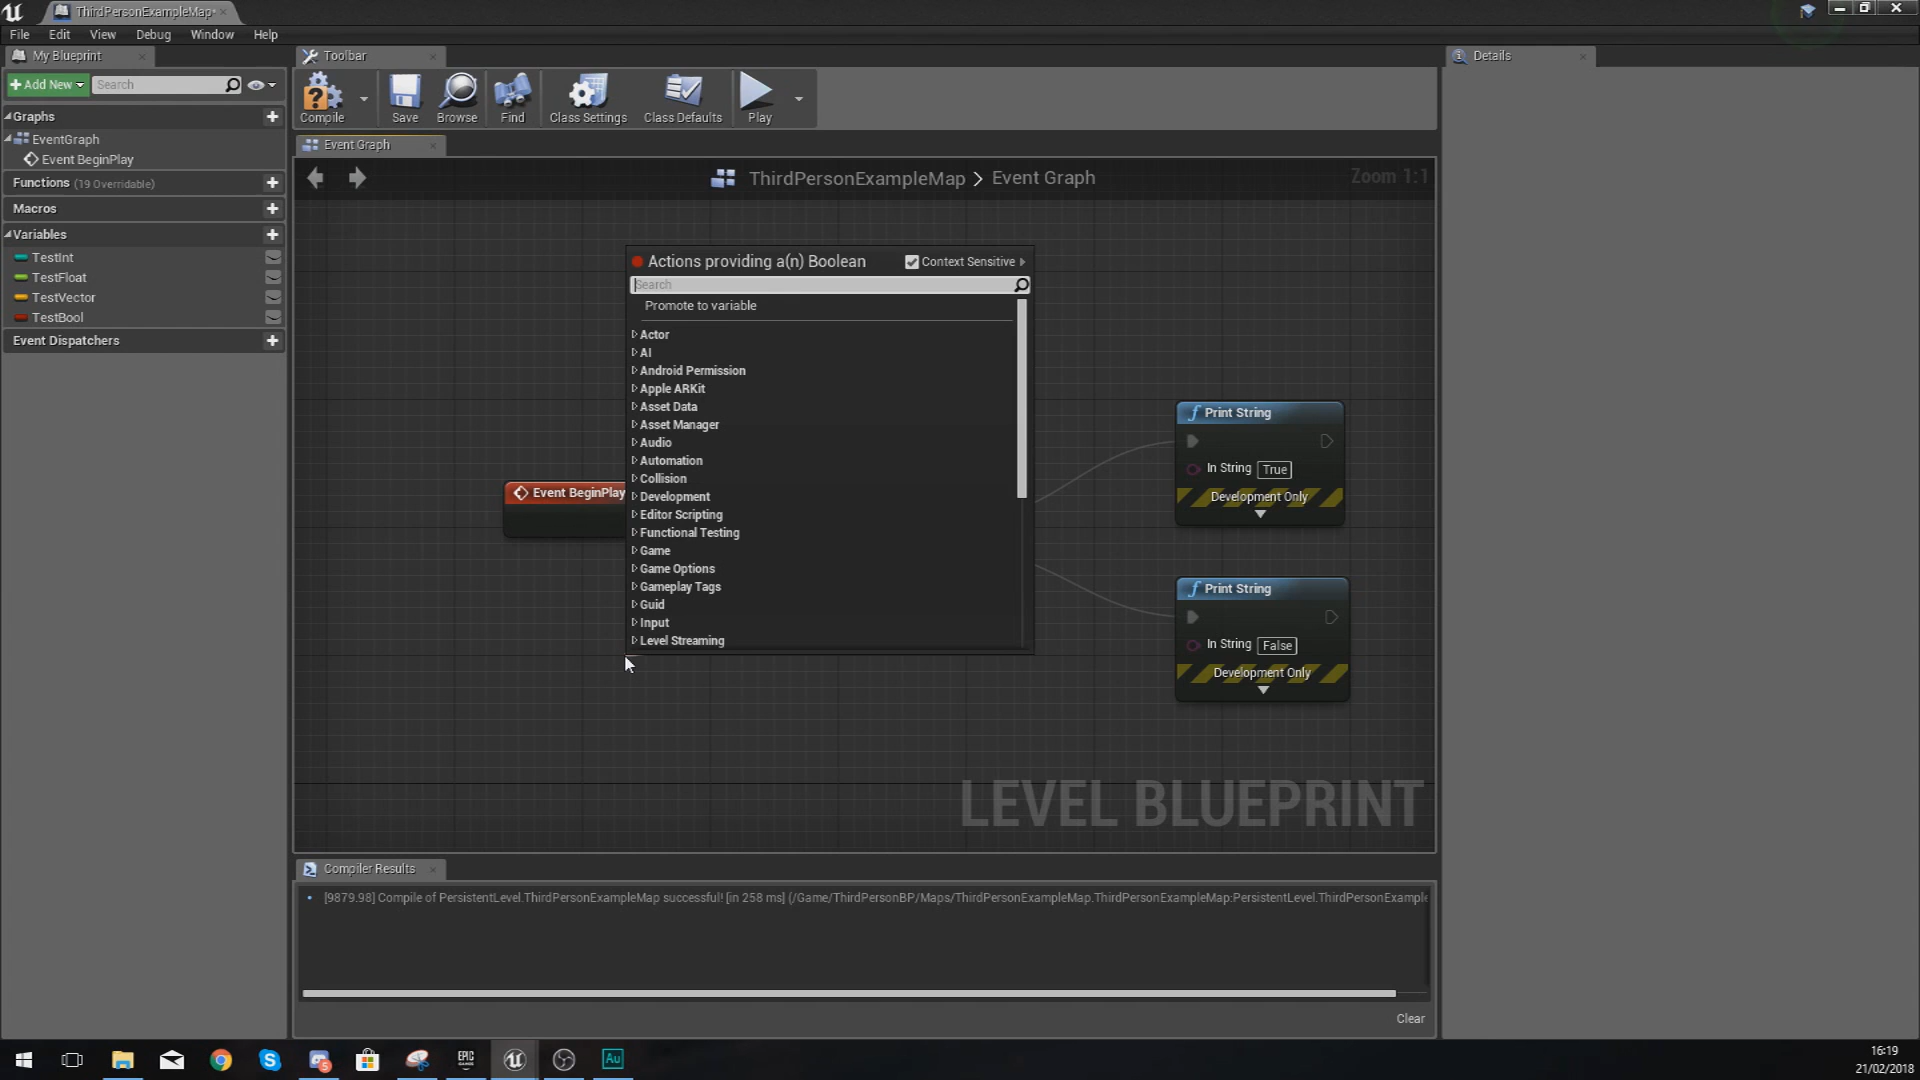 ThirdPersonExampleMap*
File Edit View Debug Window Help
My Blueprint
Toolbar
Details
Add New
Search
Compile
Save
Browse
Find
Class Settings
Class Defaults
Play
Graphs
EventGraph
Event BeginPlay
Functions (19 Overridable)
Macros
Variables
TestInt
TestFloat
TestVector
TestBool
Event Dispatchers
Event Graph
ThirdPersonExampleMap > Event Graph
Zoom 1:1
Actions providing a(n) Boolean
Context Sensitive
Search
Promote to variable
Actor
AI
Android Permission
Apple ARKit
Asset Data
Asset Manager
Audio
Automation
Collision
Development
Editor Scripting
Functional Testing
Game
Game Options
Gameplay Tags
Guid
Input
Level Streaming
Event BeginPlay
Print String
In String True
Development Only
Print String
In String False
Development Only
LEVEL BLUEPRINT
Compiler Results
[9879.98] Compile of PersistentLevel.ThirdPersonExampleMap successful! [in 258 ms] (/Game/ThirdPersonBP/Maps/ThirdPersonExampleMap.ThirdPersonExampleMap:PersistentLevel.ThirdPersonExample
Clear
EPIC
GAMES
5
Au
16:19
21/02/2018